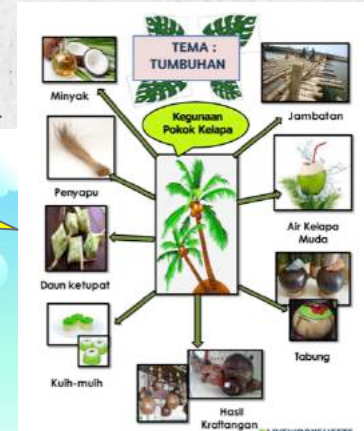 TEMA :
TUMBUHAN
Kegunaan
Pokok Kelapa
Minyak
Jambatan
Penyapu
Air Kelapa
Muda
Daun ketupat
Tabung
Kuih-muih
Hasil
Kraftangan